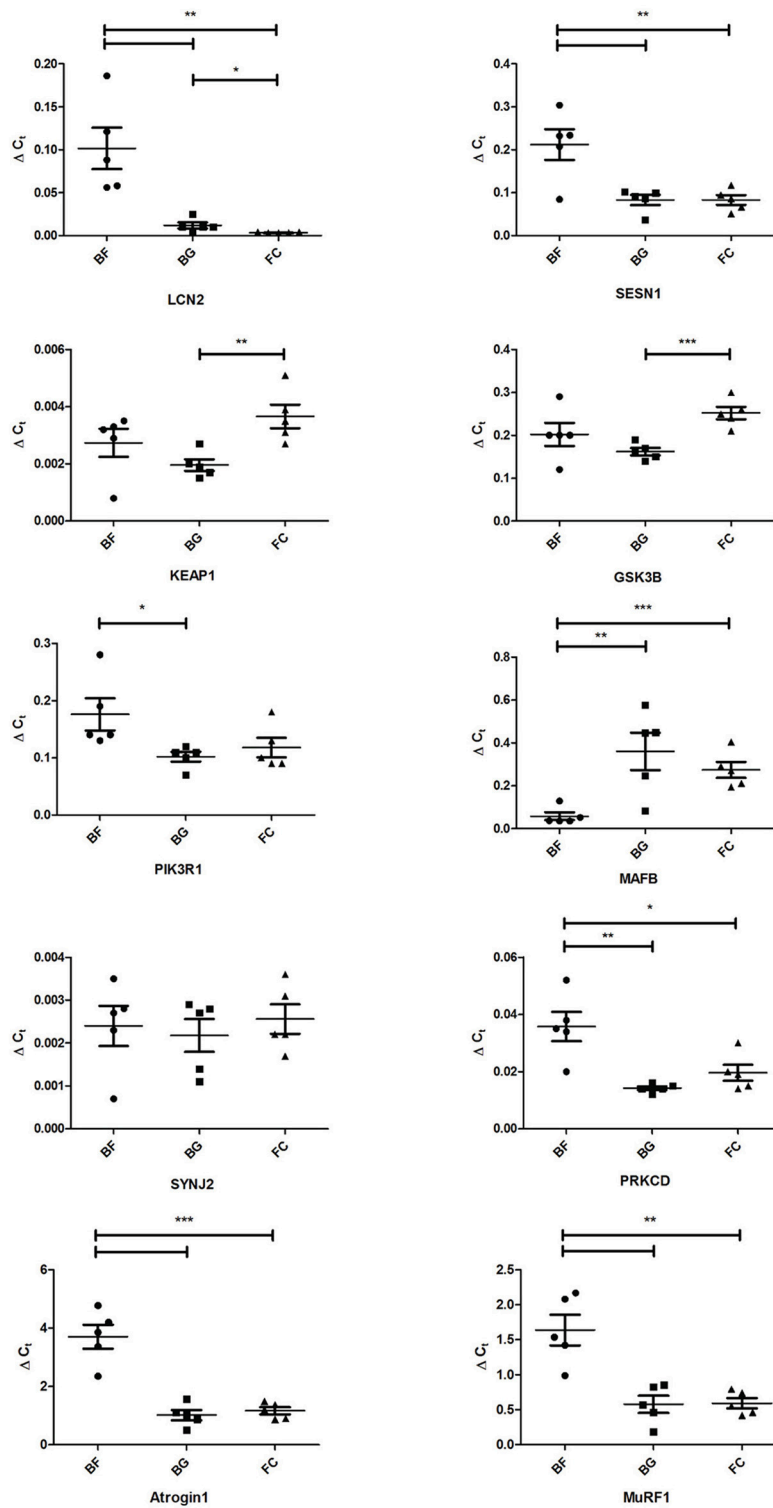 **
*
0.20
0.15
0.10
0.05
0.00
Δ Ct
BF
BG
FC
LCN2
**
0.4
0.3
0.2
0.1
0.0
Δ Ct
BF
BG
FC
SESN1
**
0.006
0.004
0.002
0.000
Δ Ct
BF
BG
FC
KEAP1
***
0.4
0.3
0.2
0.1
0.0
Δ Ct
BF
BG
FC
GSK3B
*
0.3
0.2
0.1
0.0
Δ Ct
BF
BG
FC
PIK3R1
***
**
0.8
0.6
0.4
0.2
0.0
Δ Ct
BF
BG
FC
MAFB
0.004
0.003
0.002
0.001
0.000
Δ Ct
BF
BG
FC
SYNJ2
*
**
0.06
0.04
0.02
0.00
Δ Ct
BF
BG
FC
PRKCD
***
6
4
2
0
Δ Ct
BF
BG
FC
Atrogin1
**
2.5
2.0
1.5
1.0
0.5
0.0
Δ Ct
BF
BG
FC
MuRF1